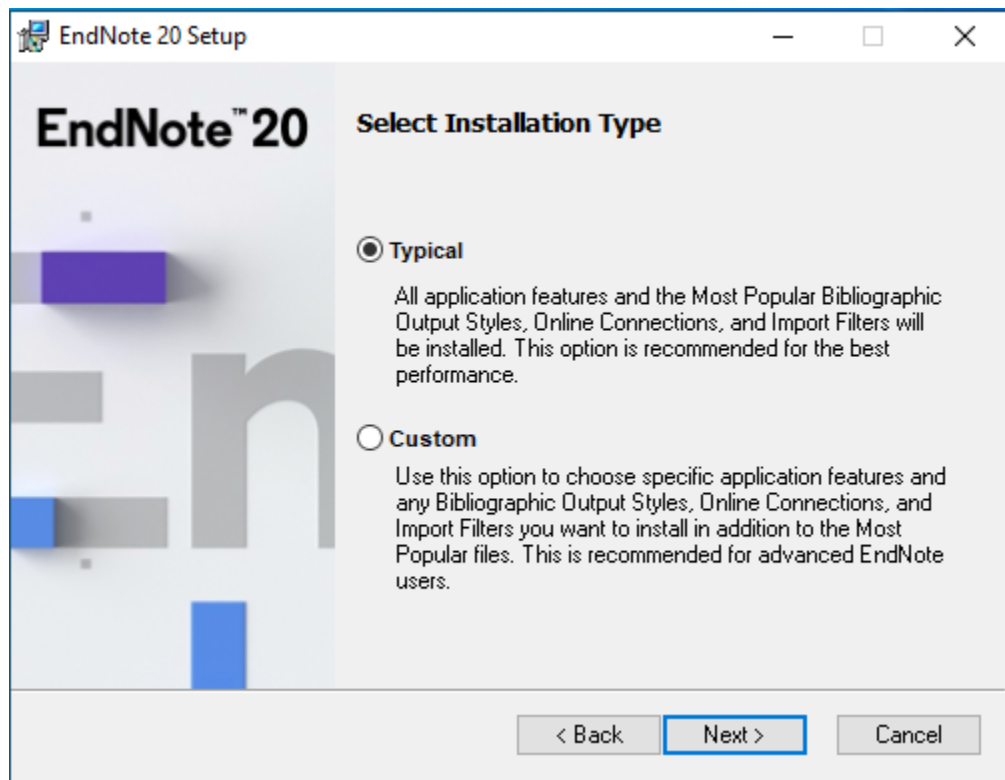 EndNote 20 Setup
EndNote™20
Select Installation Type
Typical
All application features and the Most Popular Bibliographic
Output Styles, Online Connections, and Import Filters will
be installed. This option is recommended for the best
performance.
Custom
Use this option to choose specific application features and
any Bibliographic Output Styles, Online Connections, and
Import Filters you want to install in addition to the Most
Popular files. This is recommended for advanced EndNote
users.
< Back
Next >
Cancel